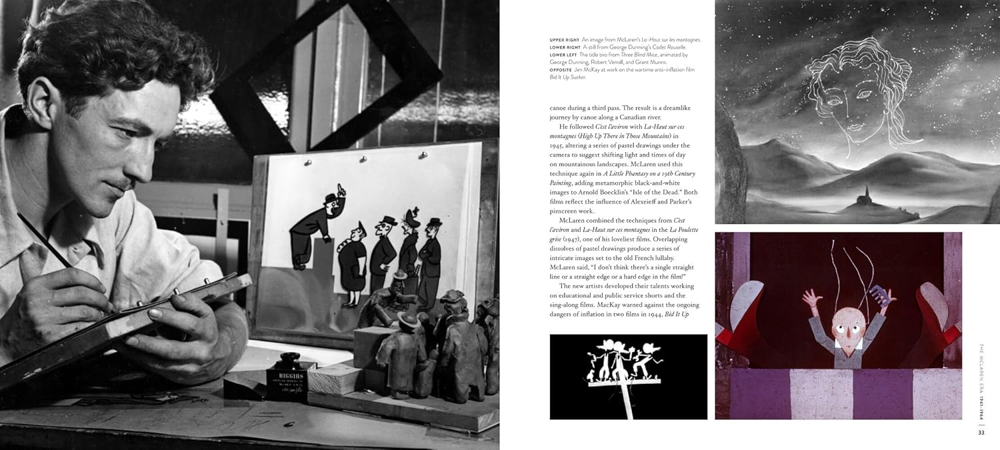 UPPER RIGHT An image from McLaren's La-Haut sur les montagnes.
LOWER RIGHT A still from George Dunning's Cadet Rouselle.
LOWER LEFT The title trio from Three Blind Mice, animated by
George Dunning, Robert Verrall, and Grant Munro.
OPPOSITE Jim McKay at work on the wartime anti-inflation film
Bid It Up Sucker.
canoe during a third pass. The result is a dreamlike
journey by canoe along a Canadian river.
He followed C'est l'aviron with La-Haut sur ces
montagnes (High Up There in Those Mountains) in
1945, altering a series of pastel drawings under the
camera to suggest shifting light and times of day
on mountainous landscapes. McLaren used this
technique again in A Little Phantasy on a 19th Century
Painting, adding metamorphic black-and-white
images to Arnold Boecklin's “Isle of the Dead.” Both
films reflect the influence of Alexeieff and Parker's
pinscreen work.
McLaren combined the techniques from C'est
l'aviron and La-Haut sur ces montagnes in the La Poulette
grise (1947), one of his loveliest films. Overlapping
dissolves of pastel drawings produce a series of
intricate images set to the old French lullaby.
McLaren said, “I don't think there's a single straight
line or a straight edge or a hard edge in the film!”
The new artists developed their talents working
on educational and public service shorts and the
sing-along films. MacKay warned against the ongoing
dangers of inflation in two films in 1944, Bid It Up
THE MCLAREN ERA 1941–1964
33
HIGGINS